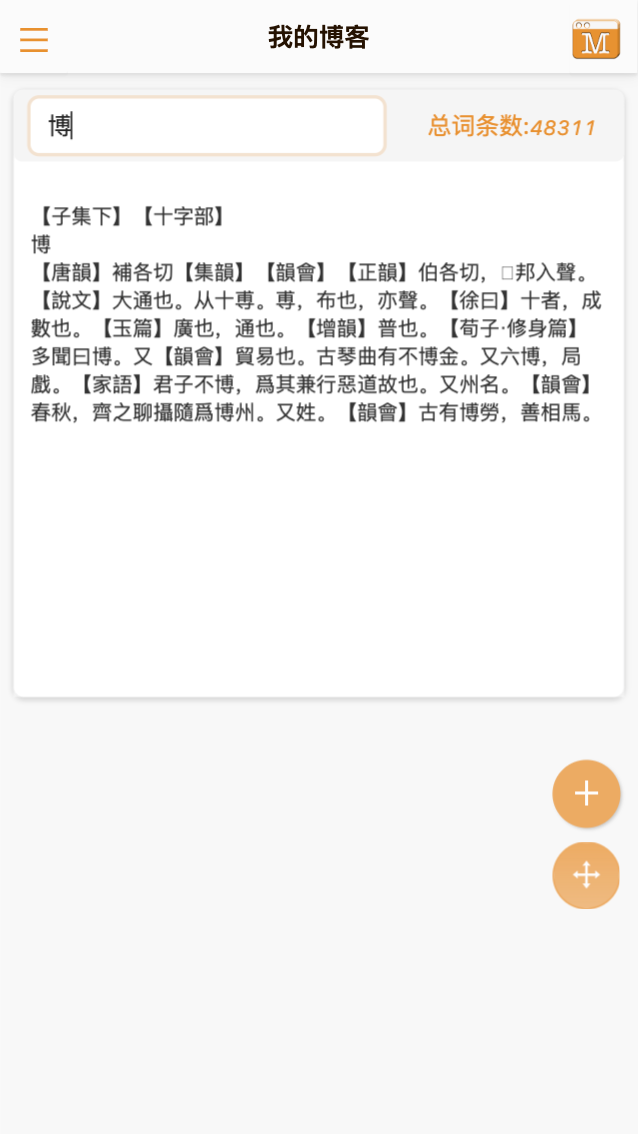 我的博客
M
博
总词条数:48311
【子集下】【十字部】
博
【唐韻】補各切【集韻】【韻會】【正韻】伯各切，□邦入聲。
【說文】大通也。从十尃。尃，布也，亦聲。【徐曰】十者，成
數也。【玉篇】廣也，通也。【增韻】普也。【荀子·修身篇】
多聞曰博。又【韻會】貿易也。古琴曲有不博金。又六博，局
戲。【家語】君子不博，爲其兼行惡道故也。又州名。【韻會】
春秋，齊之聊攝隨爲博州。又姓。【韻會】古有博勞，善相馬。